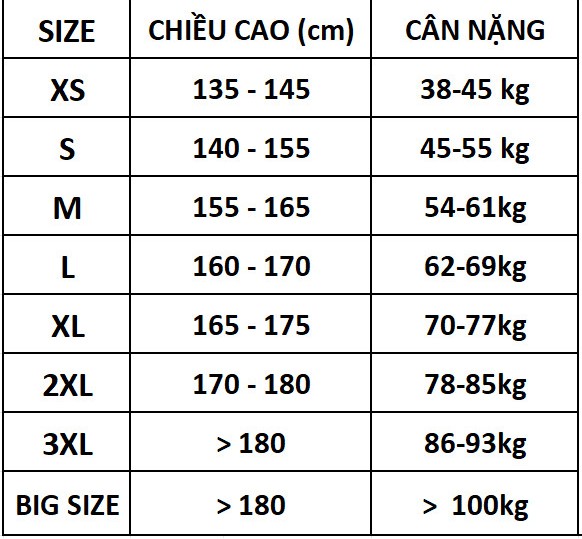 SIZE CHIỀU CAO (cm) CÂN NẶNG
XS 135 - 145 38-45 kg
S 140 - 155 45-55 kg
M 155 - 165 54-61kg
L 160 - 170 62-69kg
XL 165 - 175 70-77kg
2XL 170 - 180 78-85kg
3XL > 180 86-93kg
BIG SIZE > 180 > 100kg